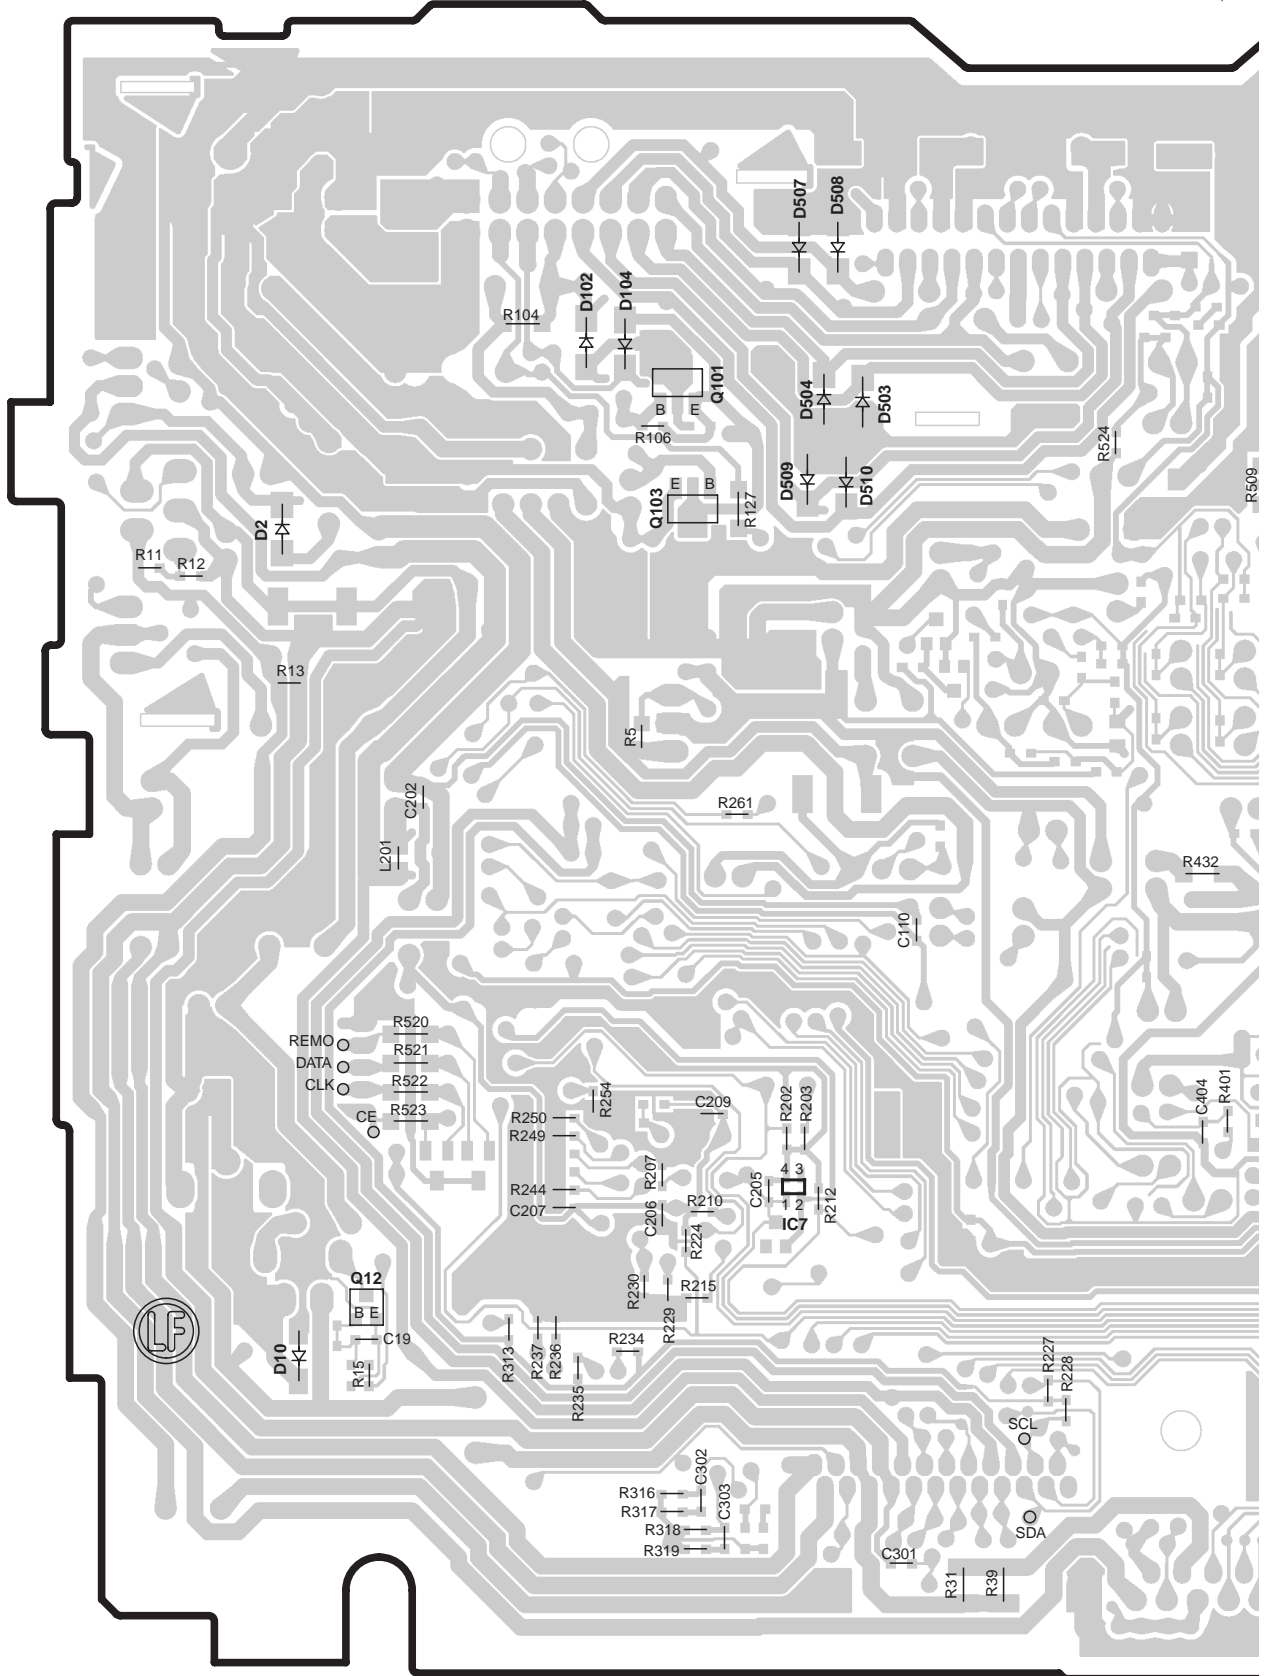 D507
D508
D102
D104
R104
Q101
B E
R106
D504
D503
R524
R509
D509
D510
E B
Q103
R127
D2
R11
R12
R13
R5
C202
R261
L201
R432
C110
REMO
R520
DATA
R521
CLK
R522
CE
R523
R254
C209
R202
R203
C404
R401
R250
R249
R207
4 3
R244
C205
R212
C207
C206
R210
1 2
IC7
R224
Q12
B E
R230
R215
R229
LF
C19
D10
R15
R313
R237
R236
R234
R235
R227
R228
SCL
C302
R316
C303
R317
R318
SDA
R319
C301
R31
R39